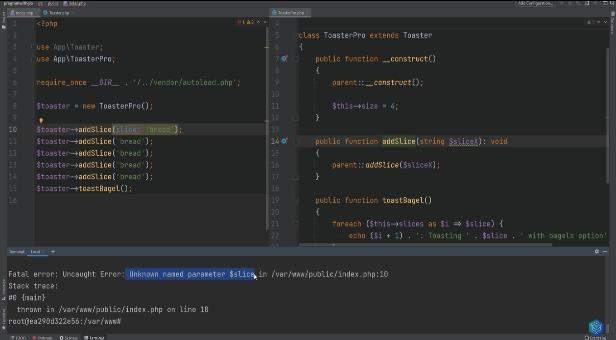 <?php
use App\Toaster;
use App\ToasterPro;
require_once __DIR__ . '/../vendor/autoload.php';
$toaster = new ToasterPro();
$toaster->addSlice(slice: 'bread');
$toaster->addSlice('bread');
$toaster->addSlice('bread');
$toaster->addSlice('bread');
$toaster->addSlice('bread');
$toaster->toastBagel();
class ToasterPro extends Toaster
{
public function __construct()
{
parent::__construct();
$this->size = 4;
}
public function addSlice(string $sliceX): void
{
parent::addSlice($sliceX);
}
public function toastBagel()
{
foreach ($this->slices as $i => $slice) {
echo ($i + 1) . ': Toasting ' . $slice . ' with bagels option'
Terminal: Local
Fatal error: Uncaught Error: Unknown named parameter $slice in /var/www/public/index.php:10
Stack trace:
#0 {main}
thrown in /var/www/public/index.php on line 10
root@ea290d322a56:/var/www#